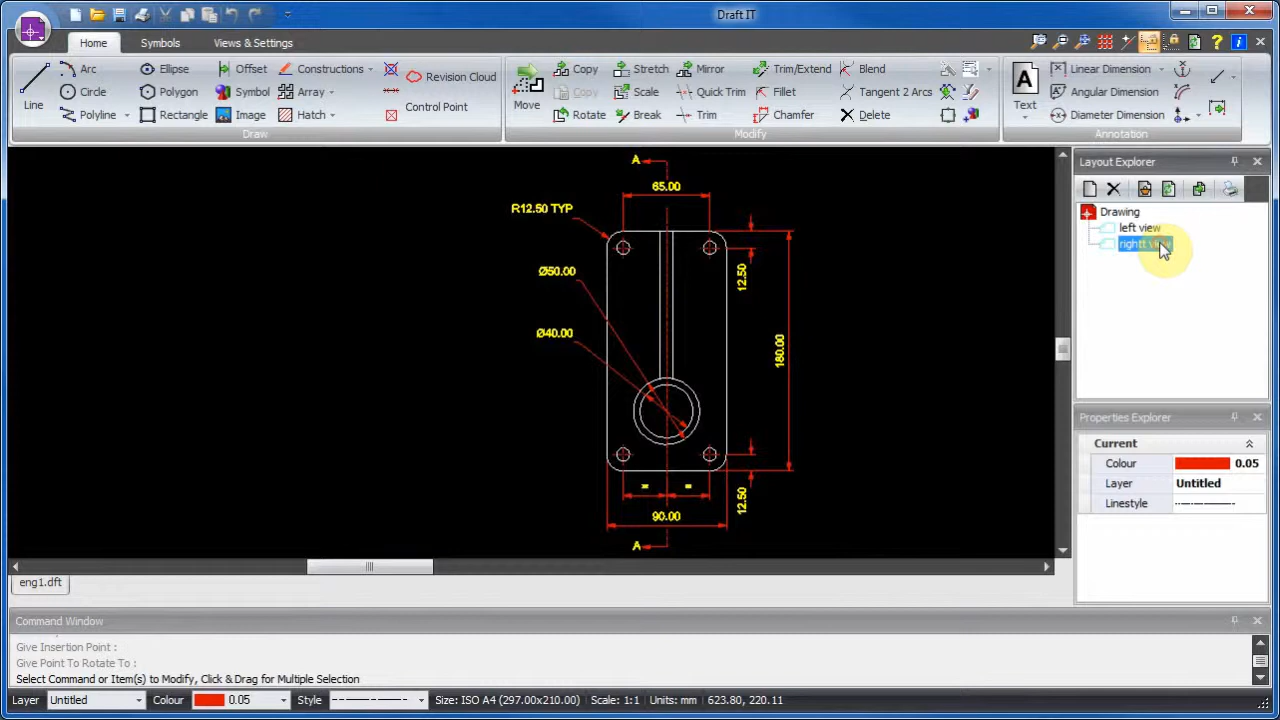 Draft IT
Home
Symbols
Views & Settings
Line
Arc
Circle
Polyline
Ellipse
Polygon
Rectangle
Offset
Symbol
Image
Constructions
Array
Hatch
Revision Cloud
Control Point
Draw
Move
Copy
Copy
Rotate
Stretch
Scale
Break
Mirror
Quick Trim
Trim
Trim/Extend
Fillet
Chamfer
Blend
Tangent 2 Arcs
Delete
Modify
A
Text
Linear Dimension
Angular Dimension
Diameter Dimension
Annotation
A
65.00
R12.50 TYP
Ø50.00
12.50
Ø40.00
180.00
= =
12.50
90.00
A
Layout Explorer
Drawing
left view
rightt view
Properties Explorer
Current
Colour 0.05
Layer Untitled
Linestyle
eng1.dft
Command Window
Give Insertion Point :
Give Point To Rotate To :
Select Command or Item(s) to Modify, Click & Drag for Multiple Selection
Layer Untitled Colour 0.05 Style Size: ISO A4 (297.00x210.00) Scale: 1:1 Units: mm 623.80, 220.11